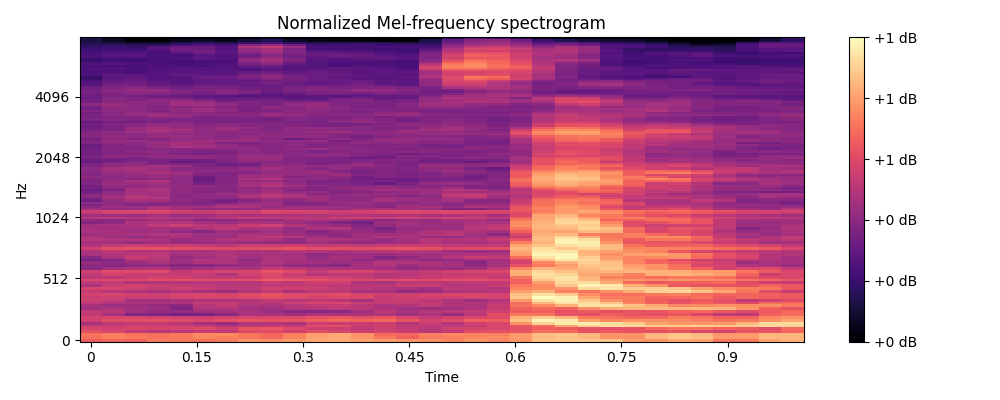 Normalized Mel-frequency spectrogram
Hz
4096
2048
1024
512
0
0 0.15 0.3 0.45 0.6 0.75 0.9
Time
+1 dB
+1 dB
+1 dB
+0 dB
+0 dB
+0 dB